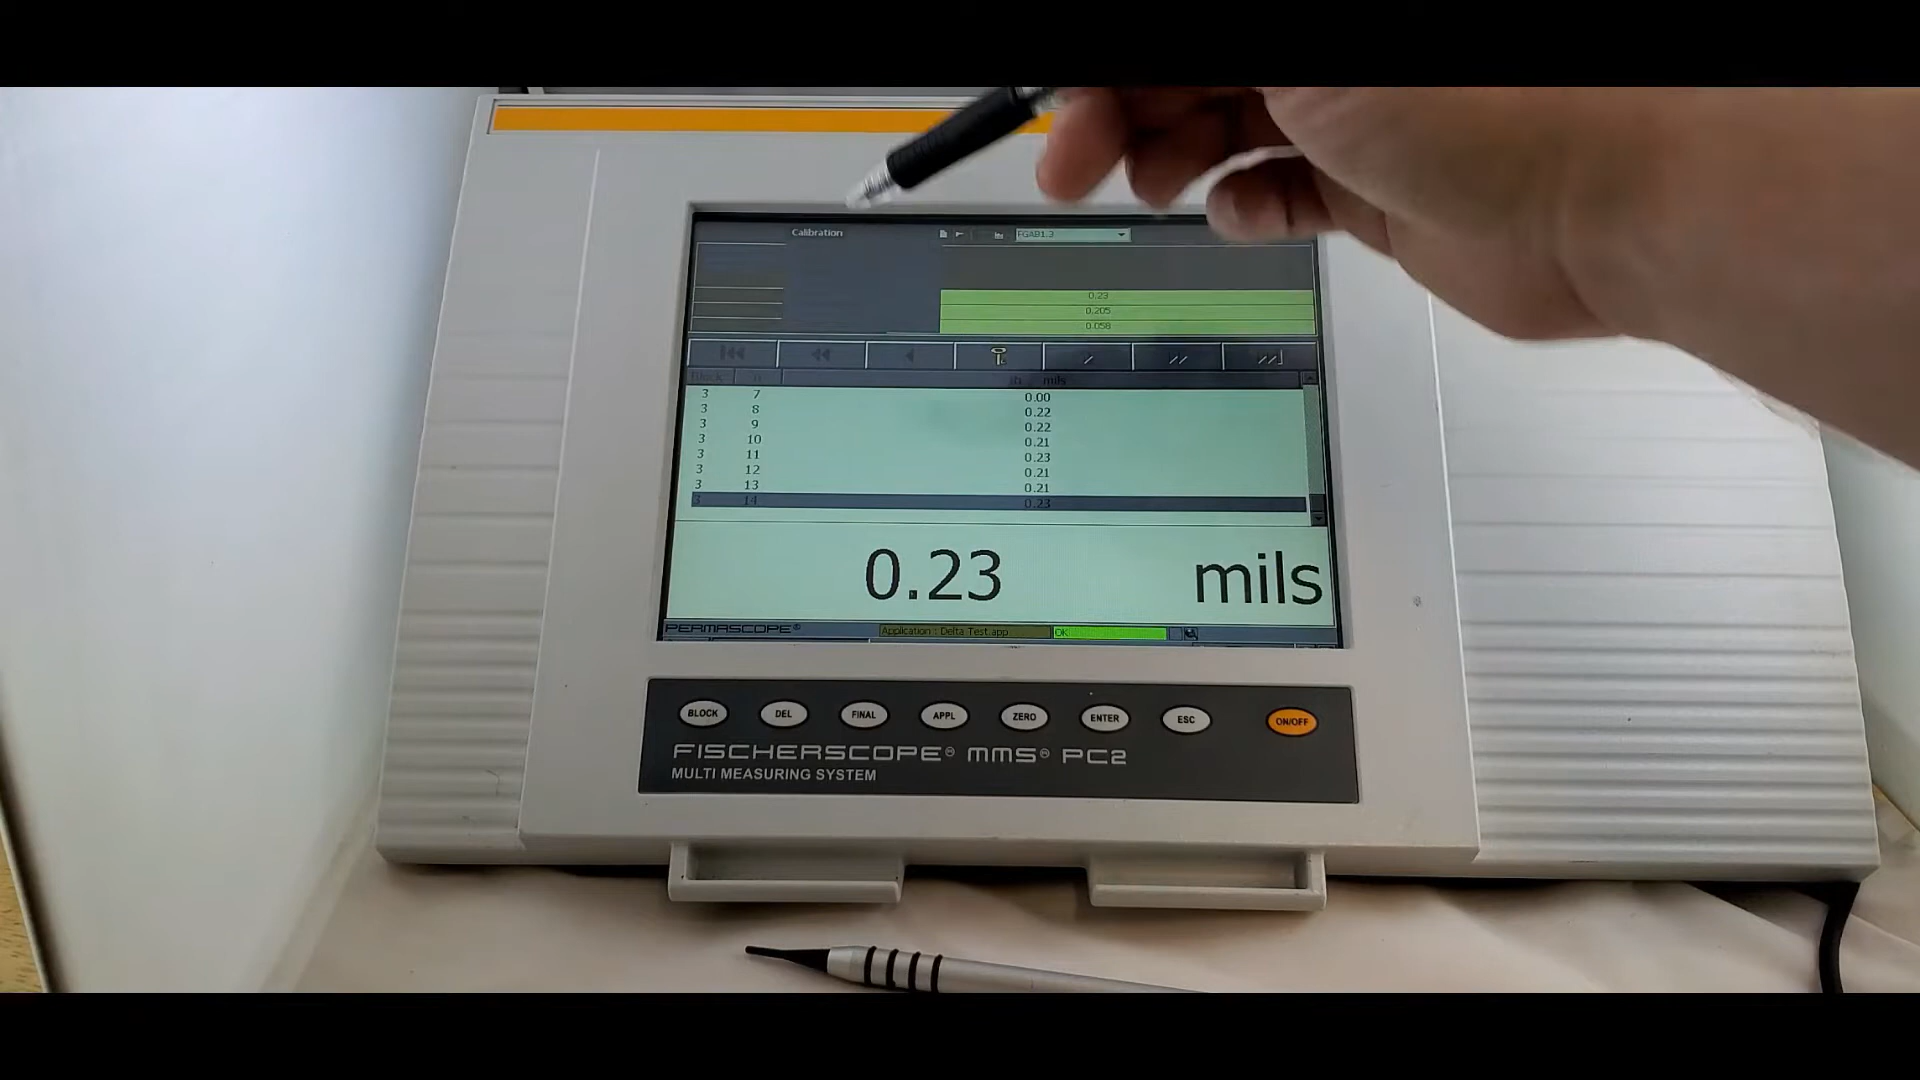 Calibration FGAB1.3
0.23
0.205
0.058
Block n th mils
3 7 0.00
3 8 0.22
3 9 0.22
3 10 0.21
3 11 0.23
3 12 0.21
3 13 0.21
3 14 0.23
0.23 mils
PERMASCOPE® Application : Delta Test.app OK
BLOCK DEL FINAL APPL ZERO ENTER ESC ON/OFF
FISCHERSCOPE® MMS® PC2
MULTI MEASURING SYSTEM